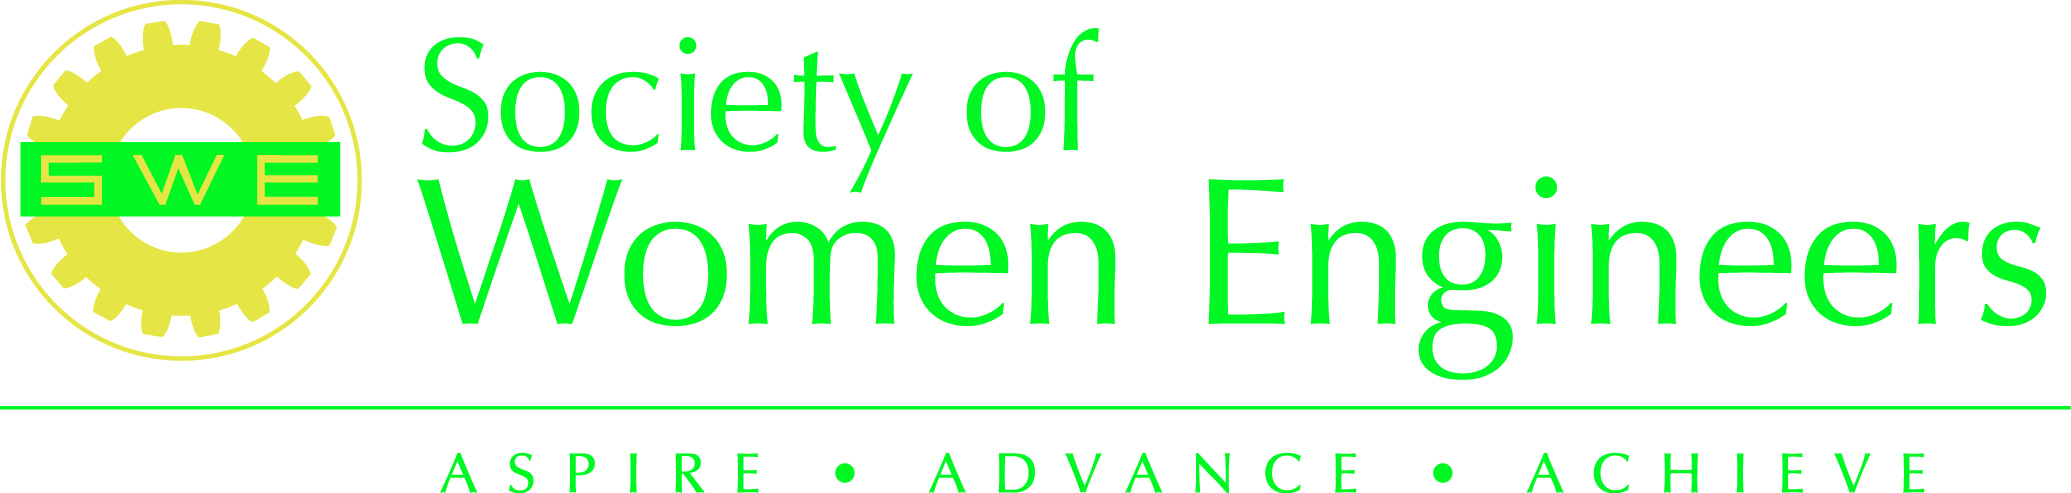 SWE
Society of
Women Engineers
ASPIRE • ADVANCE • ACHIEVE